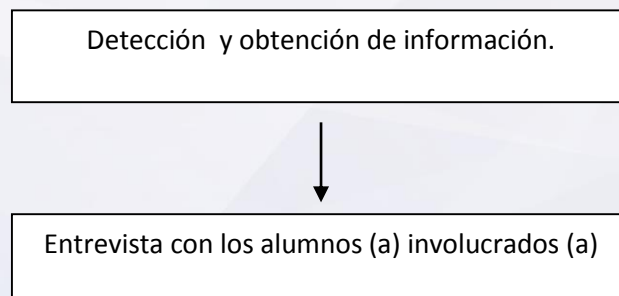 Detección  y obtención de información.
Entrevista con los alumnos (a) involucrados (a)